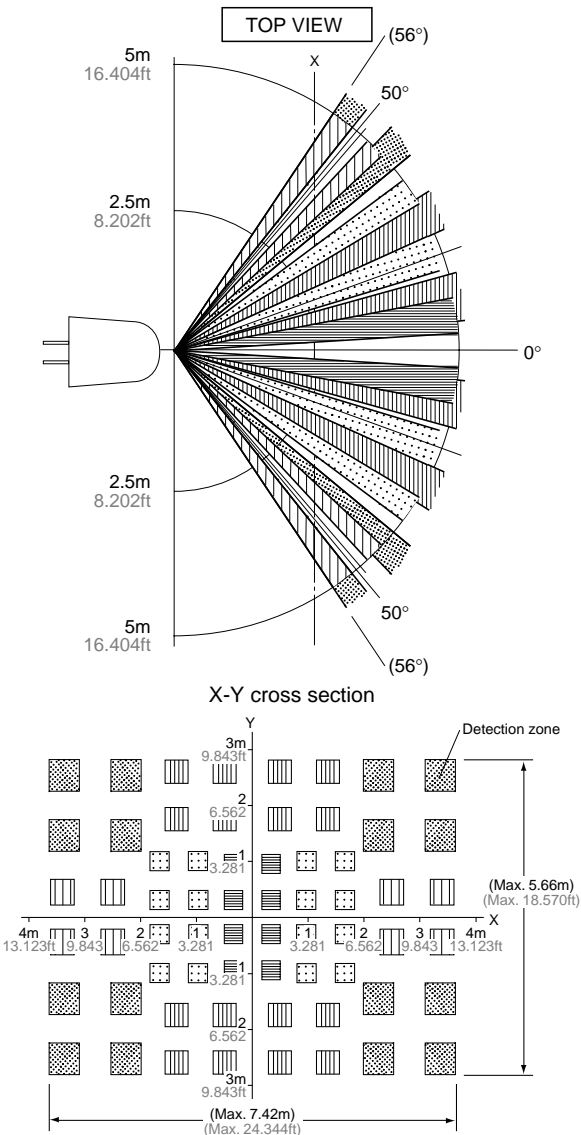 TOP VIEW
(56°)
5m
16.404ft
X
50°
2.5m
8.202ft
0°
2.5m
8.202ft
50°
5m
16.404ft
(56°)
X-Y cross section
Y
3m
9.843ft
Detection zone
2
6.562
1
3.281
(Max. 5.66m)
(Max. 18.570ft)
4m 3 2 1 1 2 3 4m X
13.123ft 9.843 6.562 3.281 3.281 6.562 9.843 13.123ft
1
3.281
2
6.562
3m
9.843ft
(Max. 7.42m)
(Max. 24.344ft)